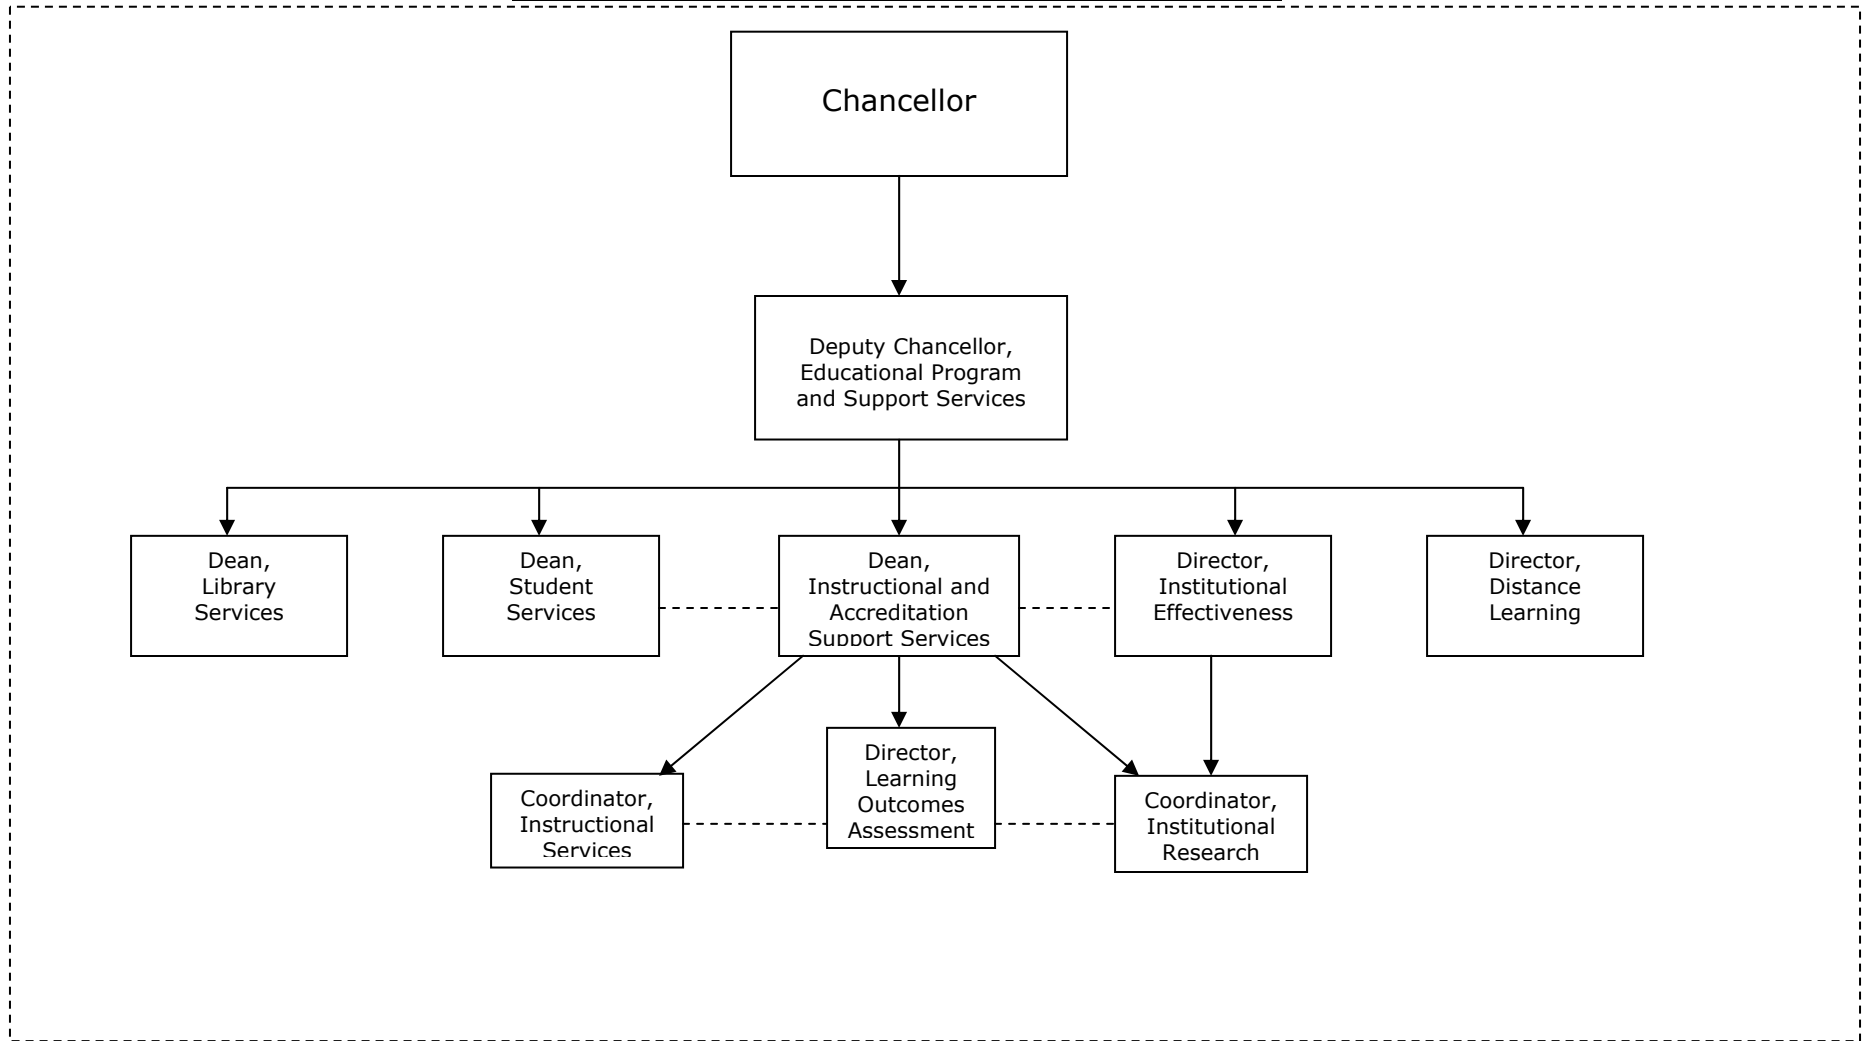 Chancellor
Deputy Chancellor,
Educational Program
and Support Services
Dean,
Library
Services
Dean,
Student
Services
Dean,
Instructional and
Accreditation
Support Services
Director,
Institutional
Effectiveness
Director,
Distance
Learning
Coordinator,
Instructional
Services
Director,
Learning
Outcomes
Assessment
Coordinator,
Institutional
Research